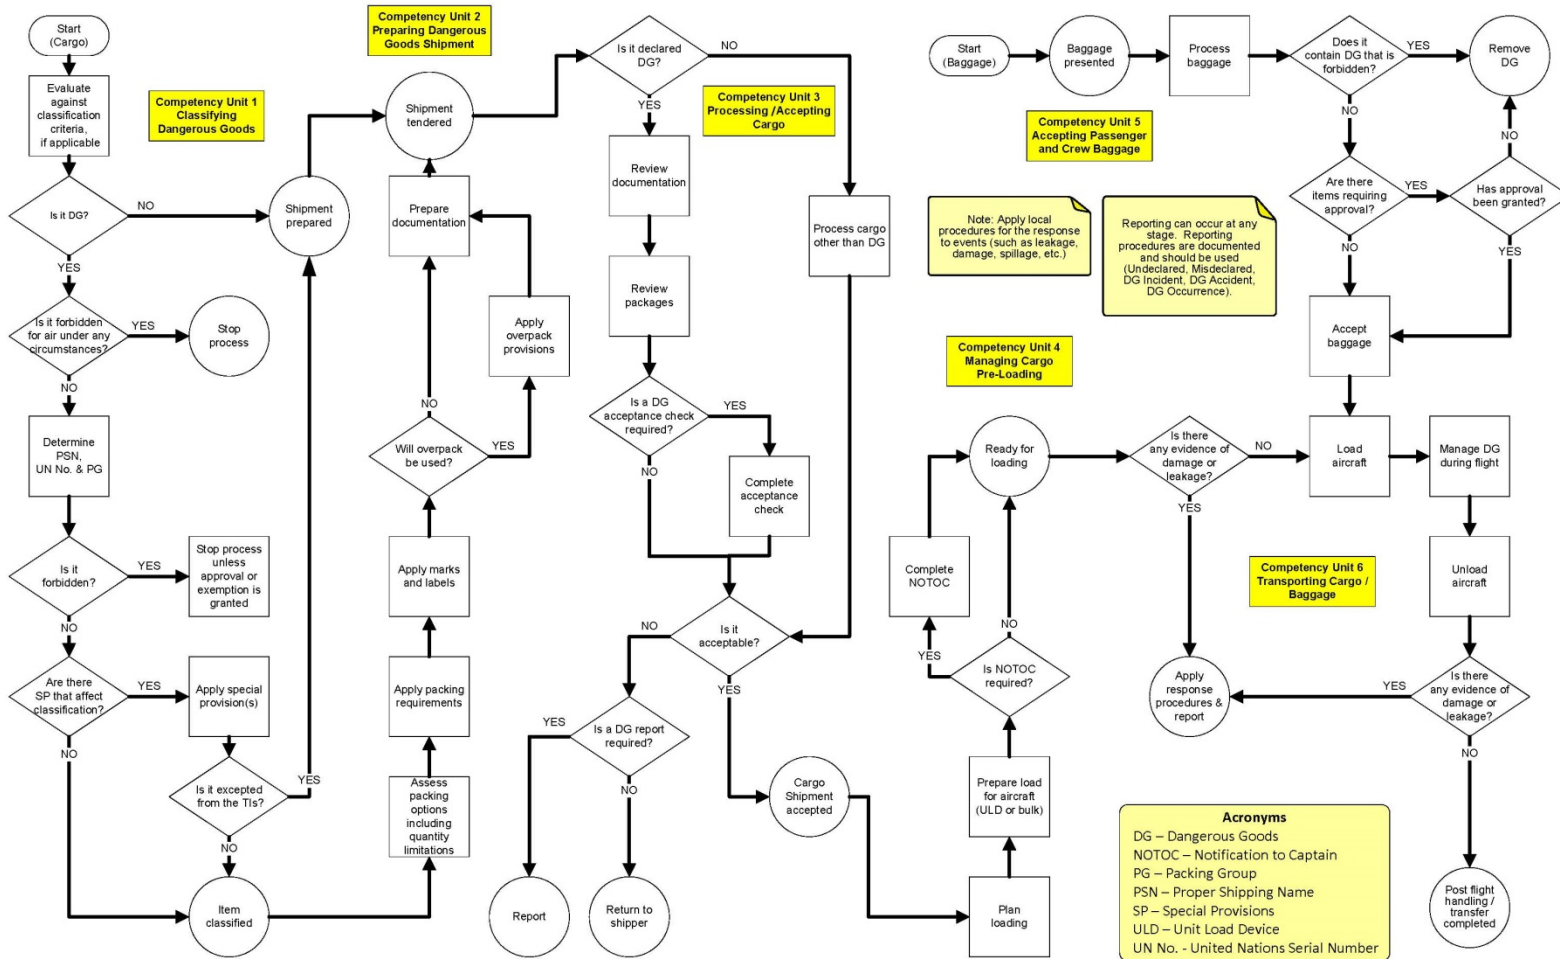 Start
(Cargo)
Evaluate
against
classification
criteria,
if applicable
Competency Unit 1
Classifying
Dangerous Goods
Is it DG?
NO
YES
Shipment
prepared
Is it forbidden
for air under any
circumstances?
YES
NO
Stop
process
Determine
PSN,
UN No. & PG
Is it
forbidden?
YES
NO
Stop process
unless
approval or
exemption is
granted
Are there
SP that affect
classification?
YES
NO
Apply special
provision(s)
Is it excepted
from the TIs?
YES
NO
Item
classified
Competency Unit 2
Preparing Dangerous
Goods Shipment
Shipment
tendered
Prepare
documentation
Apply
overpack
provisions
NO
Will overpack
be used?
YES
Apply marks
and labels
Apply packing
requirements
Assess
packing
options
including
quantity
limitations
Is it declared
DG?
NO
YES
Competency Unit 3
Processing /Accepting
Cargo
Review
documentation
Process cargo
other than DG
Review
packages
Is a DG
acceptance check
required?
YES
NO
Complete
acceptance
check
Is it
acceptable?
NO
YES
Is a DG report
required?
YES
NO
Report
Return to
shipper
Cargo
Shipment
accepted
Start
(Baggage)
Baggage
presented
Process
baggage
Does it
contain DG that is
forbidden?
YES
NO
Remove
DG
Competency Unit 5
Accepting Passenger
and Crew Baggage
NO
Are there
items requiring
approval?
YES
NO
Has approval
been granted?
YES
Note: Apply local
procedures for the response
to events (such as leakage,
damage, spillage, etc.)
Reporting can occur at any
stage. Reporting
procedures are documented
and should be used
(Undeclared, Misdeclared,
DG Incident, DG Accident,
DG Occurrence).
Accept
baggage
Competency Unit 4
Managing Cargo
Pre-Loading
Ready for
loading
Is there
any evidence of
damage or
leakage?
NO
YES
Load
aircraft
Manage DG
during flight
Complete
NOTOC
NO
YES
Is NOTOC
required?
Prepare load
for aircraft
(ULD or bulk)
Plan
loading
Competency Unit 6
Transporting Cargo /
Baggage
Unload
aircraft
Apply
response
procedures &
report
YES
Is there
any evidence of
damage or
leakage?
NO
Post flight
handling /
transfer
completed
Acronyms
DG – Dangerous Goods
NOTOC – Notification to Captain
PG – Packing Group
PSN – Proper Shipping Name
SP – Special Provisions
ULD – Unit Load Device
UN No. - United Nations Serial Number